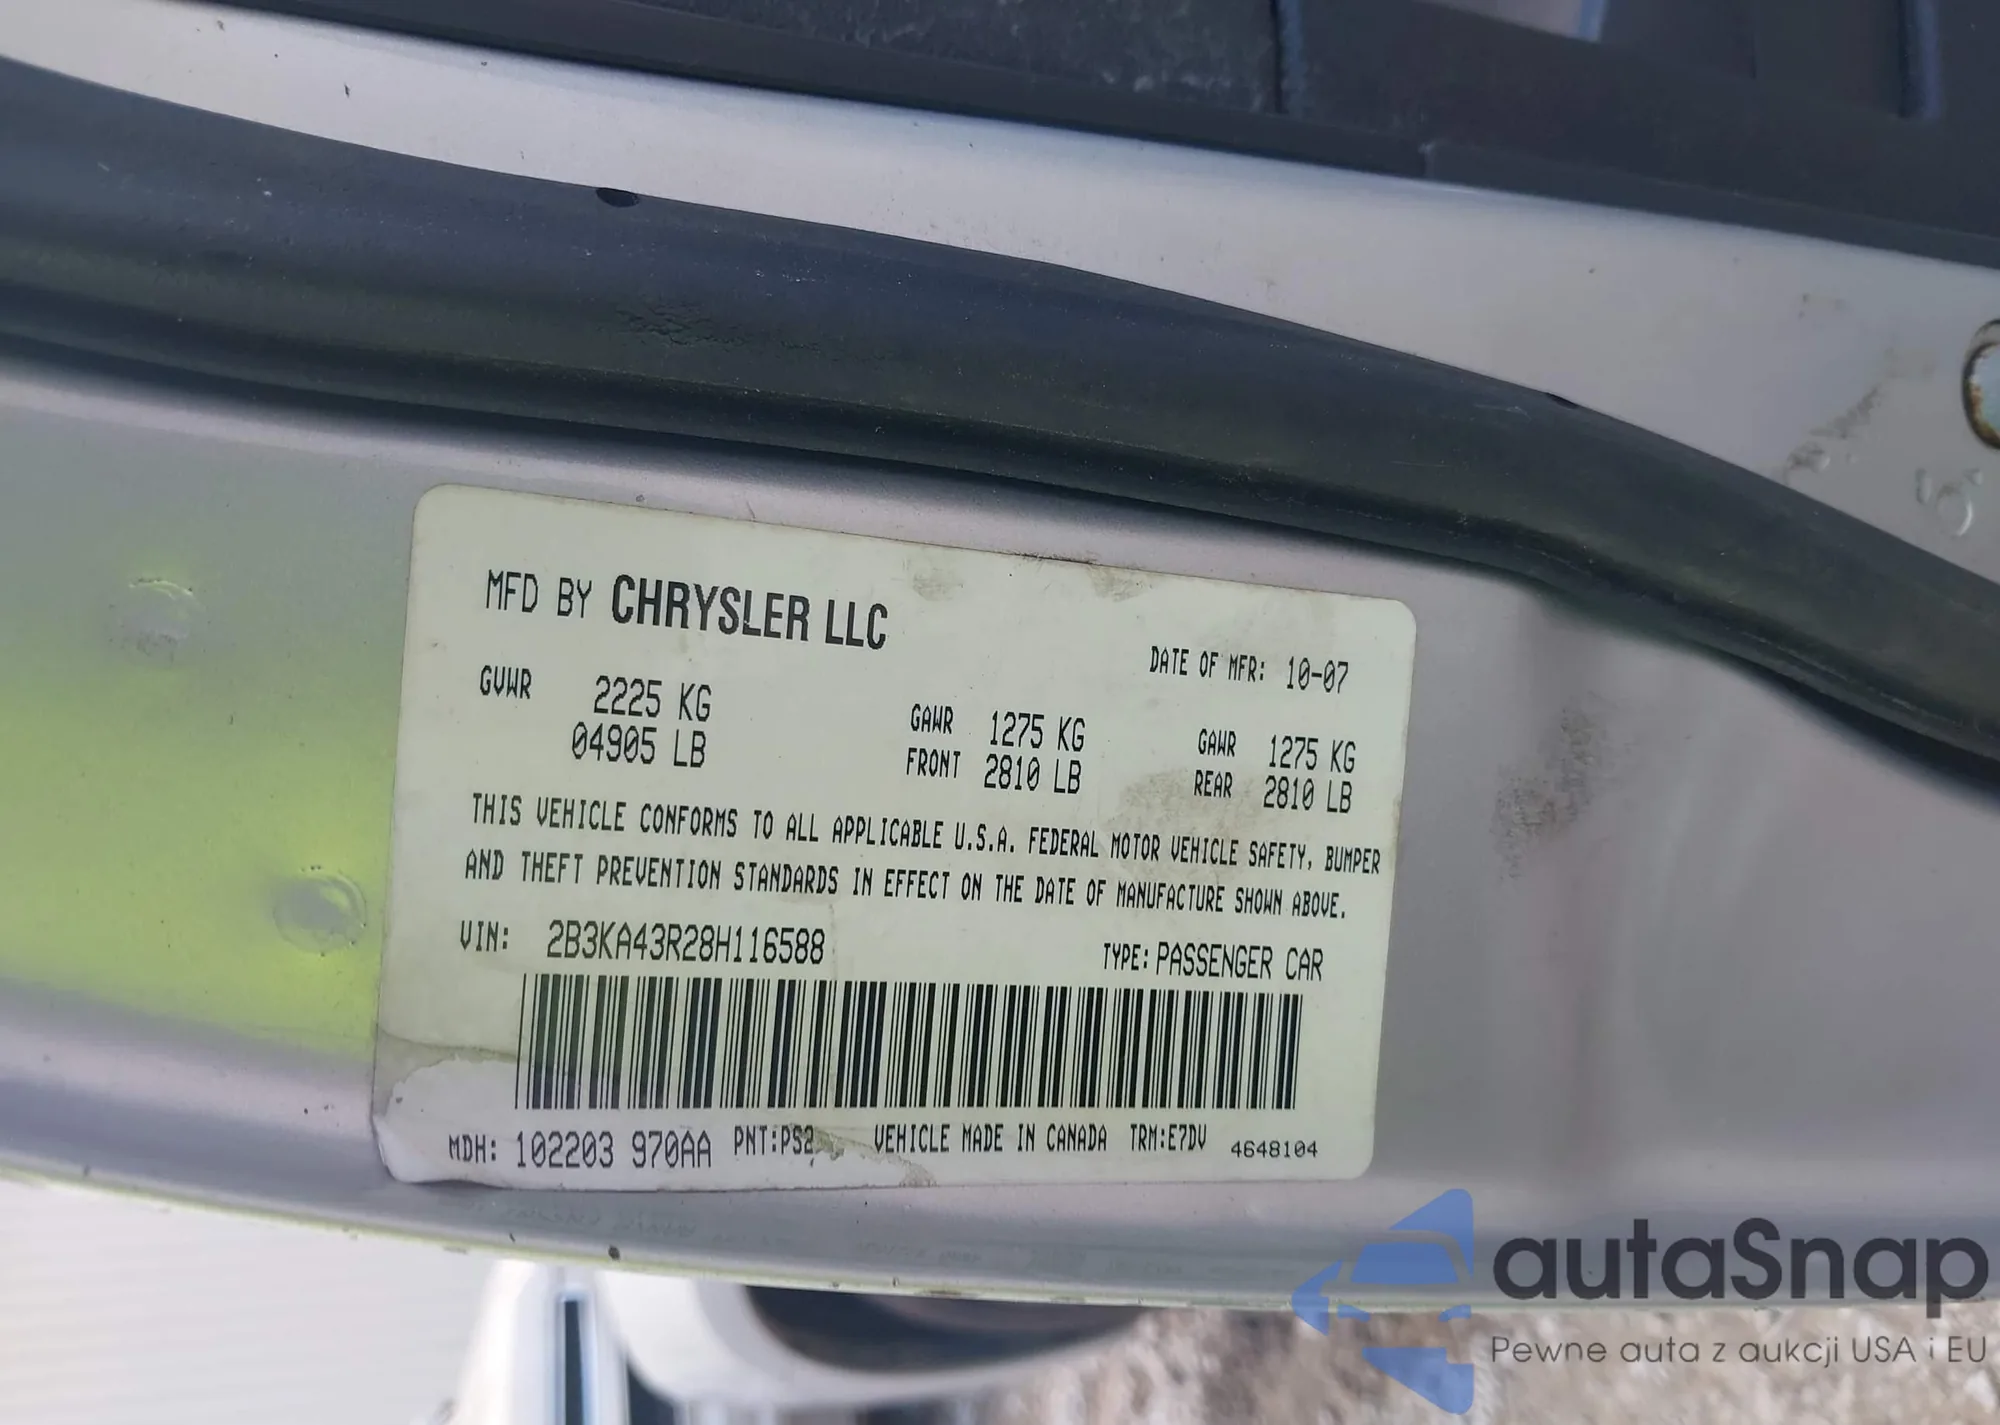 MFD BY CHRYSLER LLC
DATE OF MFR: 10-07
GVWR 2225 KG
04905 LB
GAWR 1275 KG
FRONT 2810 LB
GAWR 1275 KG
REAR 2810 LB
THIS VEHICLE CONFORMS TO ALL APPLICABLE U.S.A. FEDERAL MOTOR VEHICLE SAFETY, BUMPER
AND THEFT PREVENTION STANDARDS IN EFFECT ON THE DATE OF MANUFACTURE SHOWN ABOVE.
VIN: 2B3KA43R28H116588
TYPE: PASSENGER CAR
MDH: 102203 970AA PNT:PS2 VEHICLE MADE IN CANADA TRM:E7DV 4648104
autaSnap
Pewne auta z aukcji USA i EU